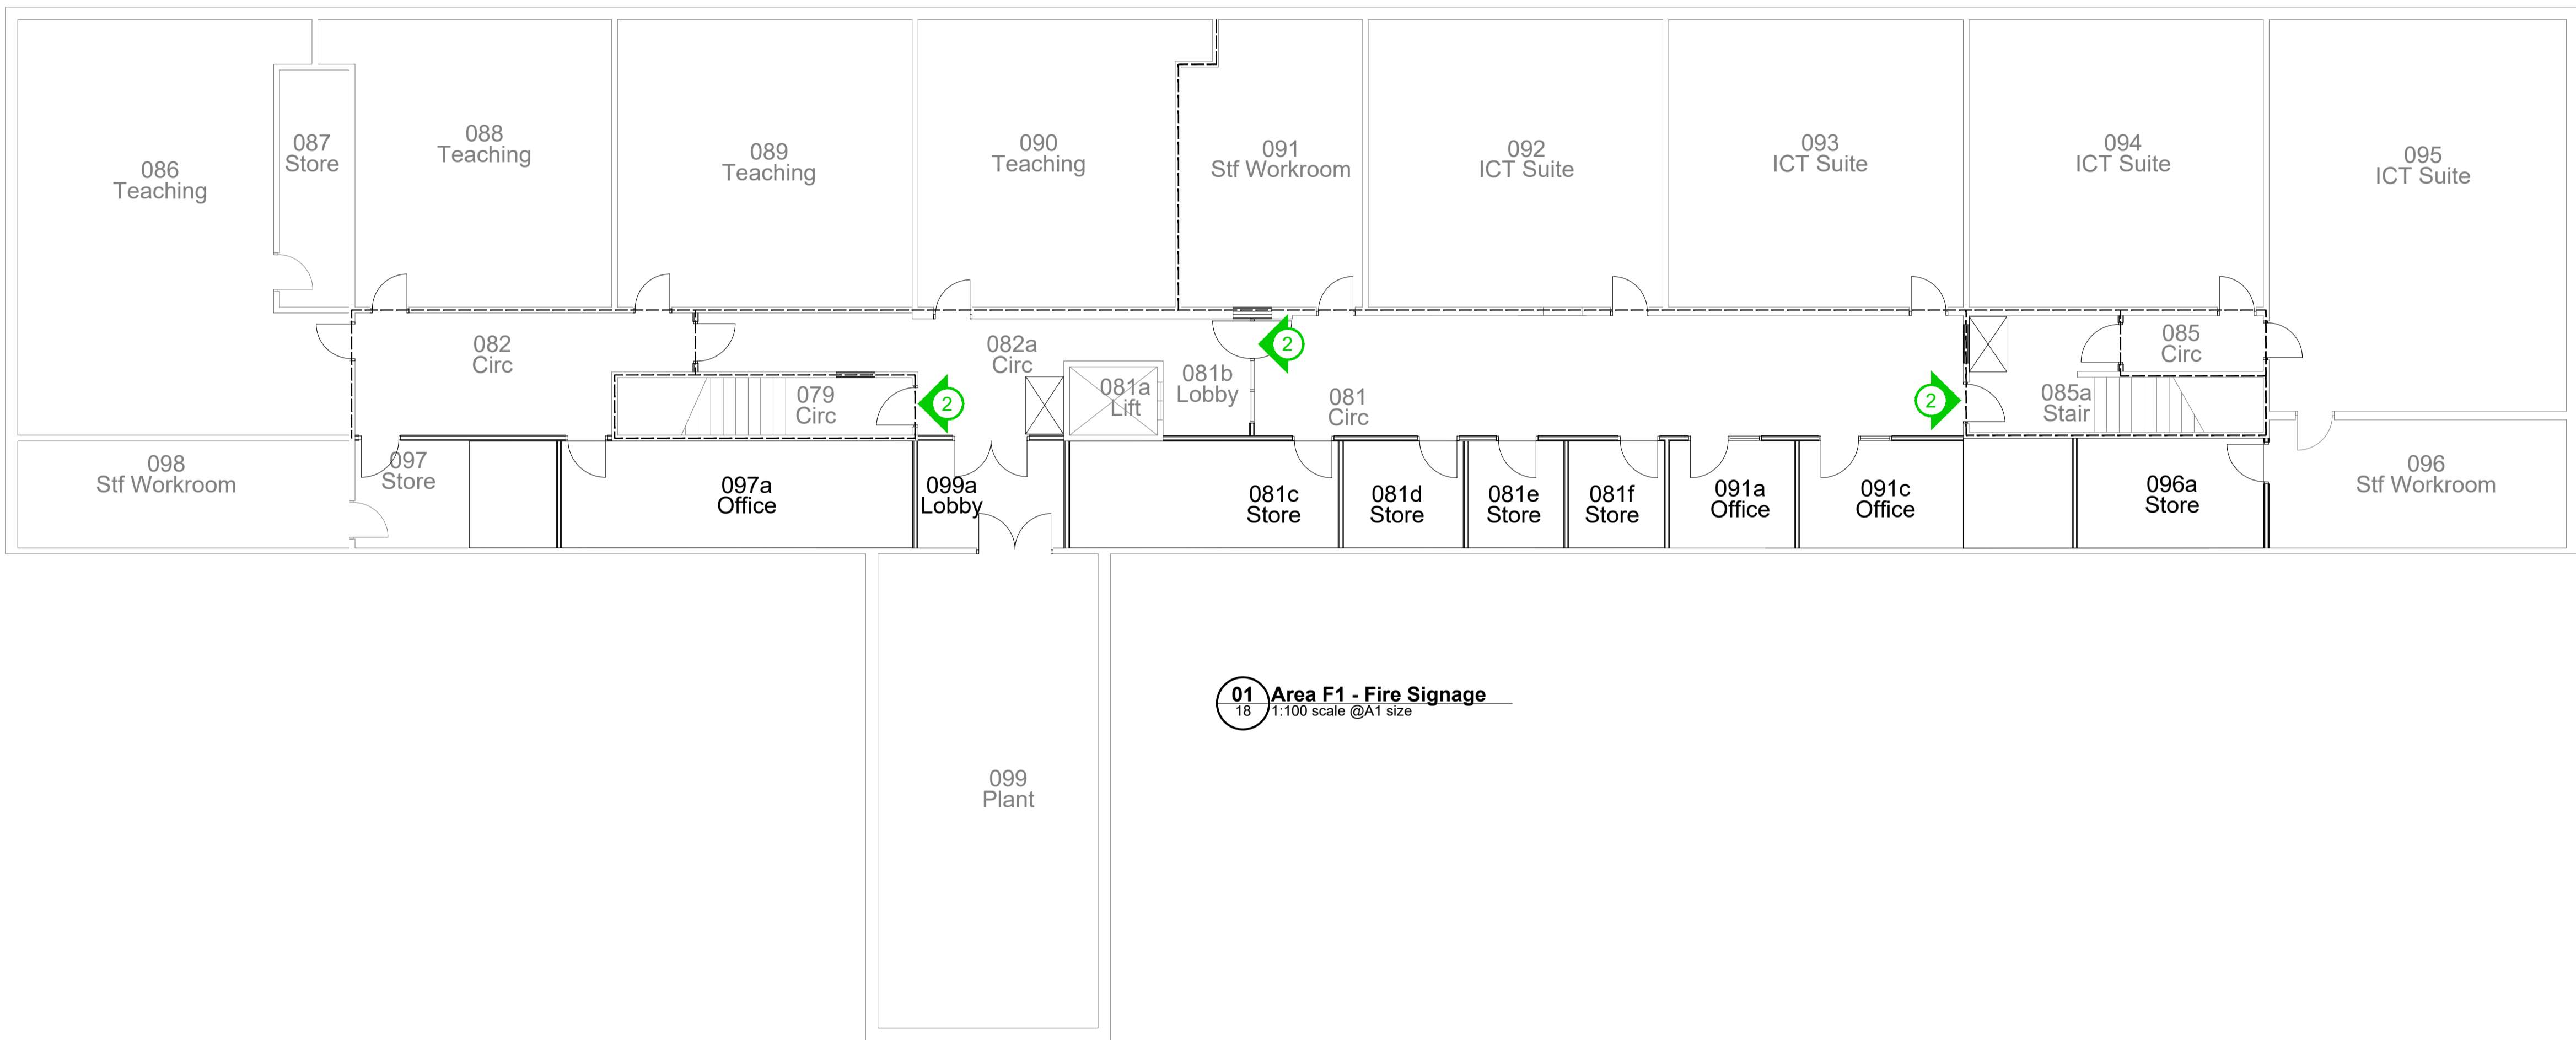 086
Teaching
087
Store
088
Teaching
089
Teaching
090
Teaching
091
Stf Workroom
092
ICT Suite
093
ICT Suite
094
ICT Suite
095
ICT Suite
082
Circ
079
Circ
2
082a
Circ
081a
Lift
081b
Lobby
2
081
Circ
2
085a
Stair
085
Circ
098
Stf Workroom
097
Store
097a
Office
099a
Lobby
081c
Store
081d
Store
081e
Store
081f
Store
091a
Office
091c
Office
096a
Store
096
Stf Workroom
01
18
Area F1 - Fire Signage
1:100 scale @A1 size
099
Plant